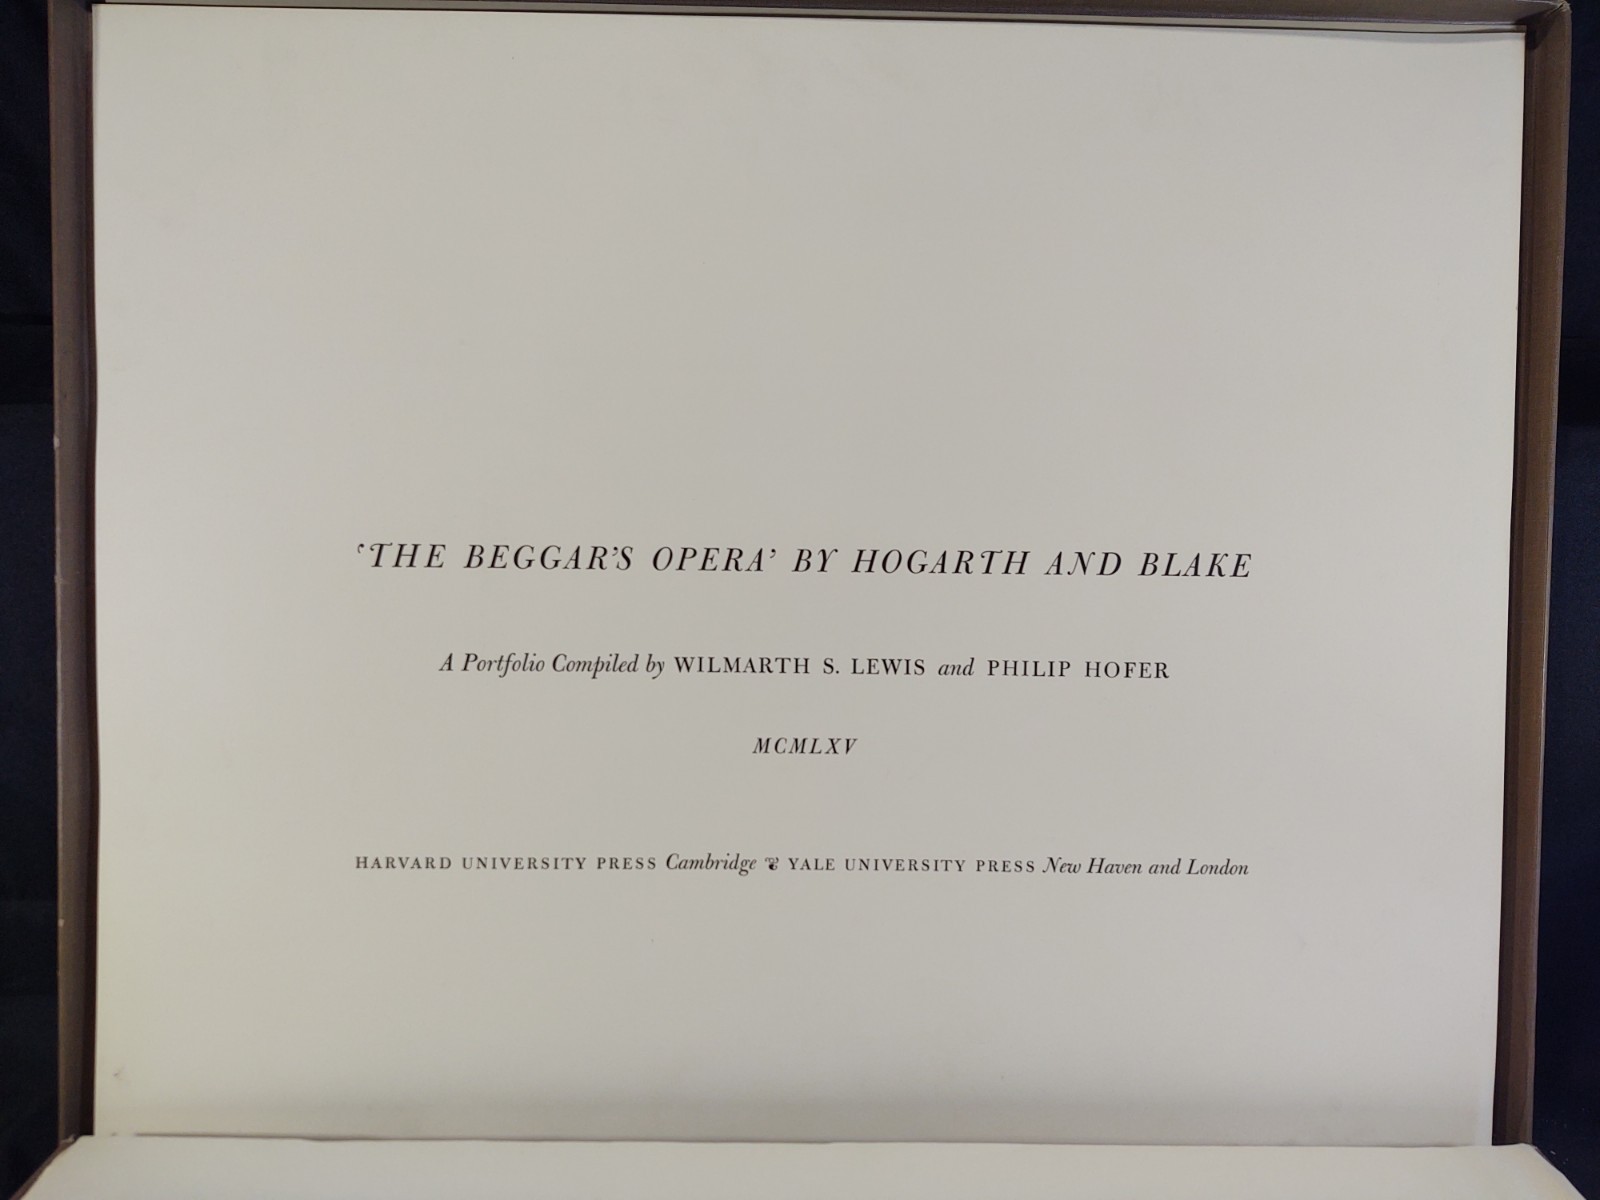 ‘THE BEGGAR’S OPERA’ BY HOGARTH AND BLAKE
A Portfolio Compiled by WILMARTH S. LEWIS and PHILIP HOFER
MCMLXV
HARVARD UNIVERSITY PRESS Cambridge ❦ YALE UNIVERSITY PRESS New Haven and London